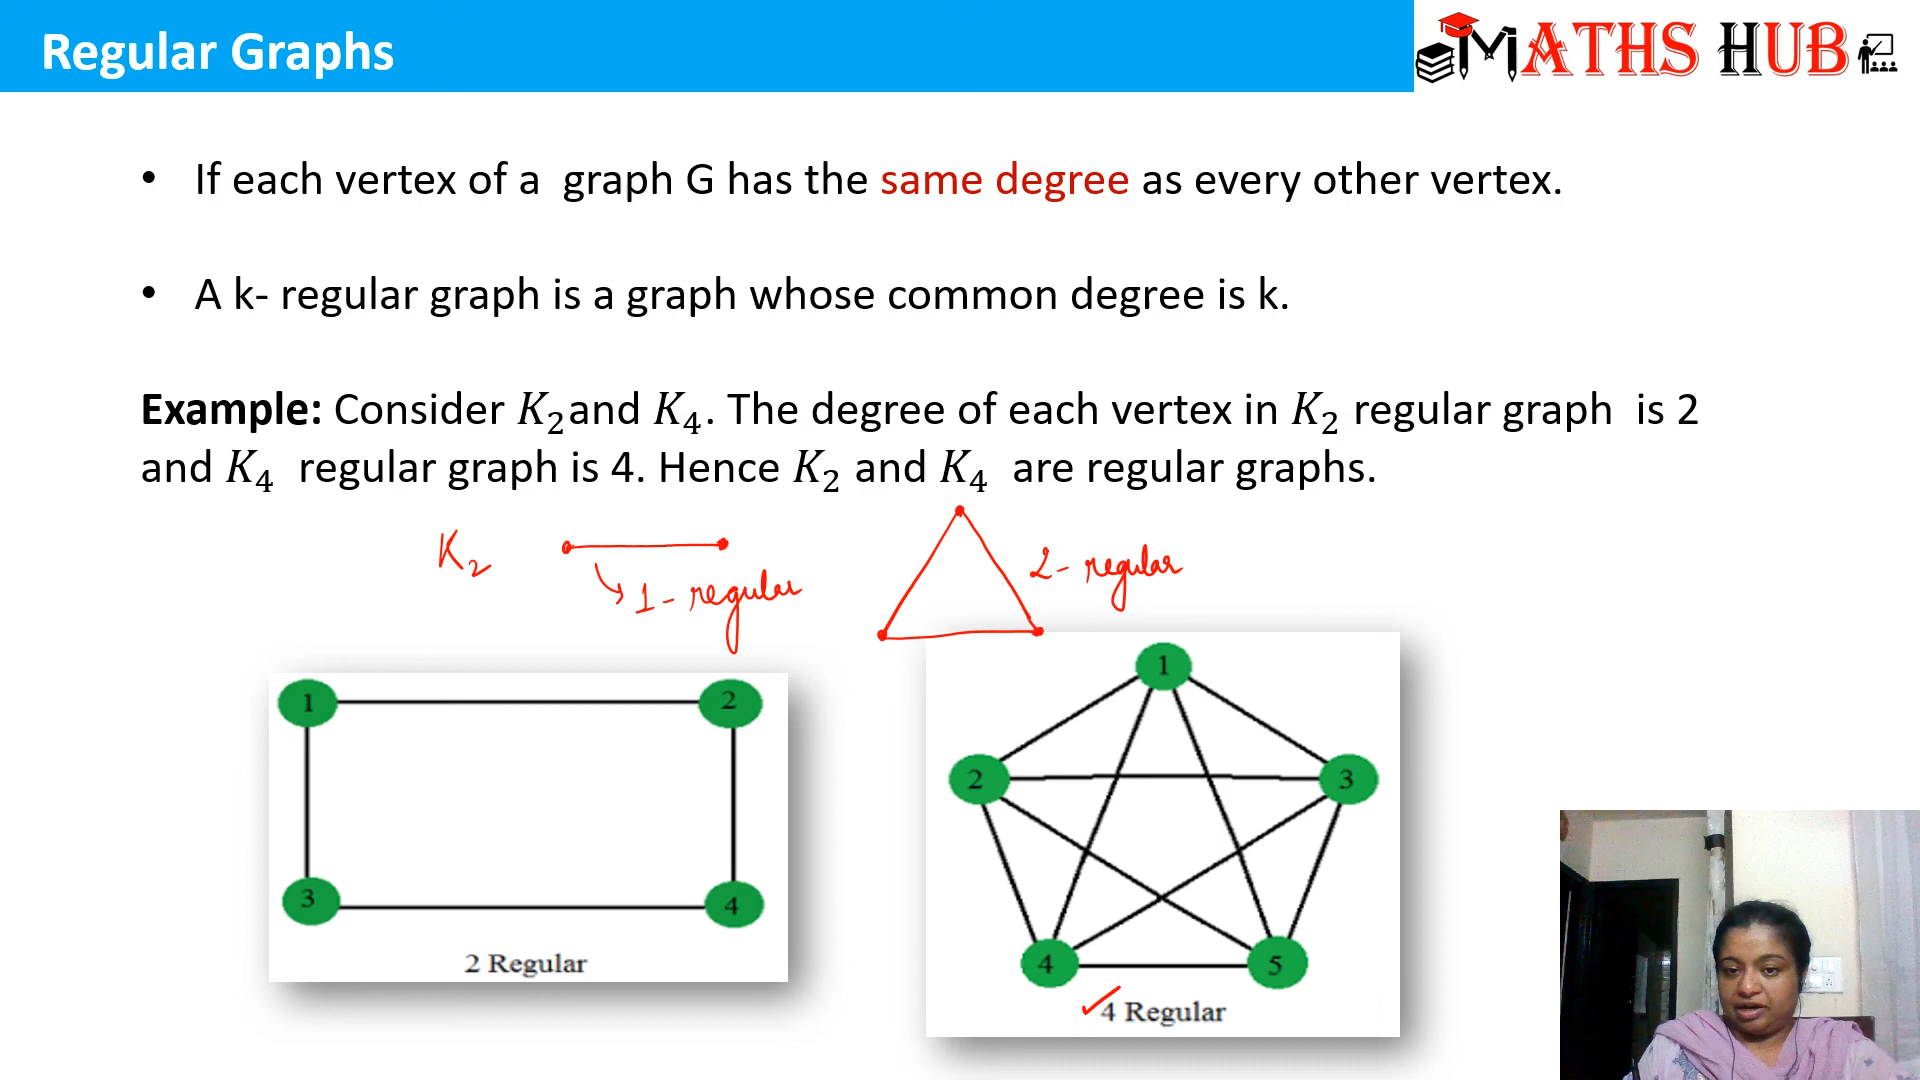 Regular Graphs
MATHS HUB
• If each vertex of a graph G has the same degree as every other vertex.
• A k- regular graph is a graph whose common degree is k.
Example: Consider K₂and K₄. The degree of each vertex in K₂ regular graph is 2
and K₄ regular graph is 4. Hence K₂ and K₄ are regular graphs.
K₂
1- regular
2- regular
1
2
3
4
2 Regular
1
2
3
4
5
4 Regular